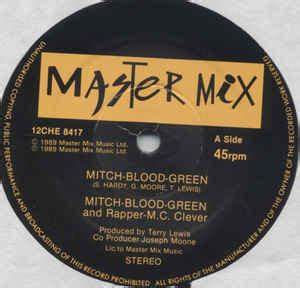 MASTER MIX
12CHE 8417
℗ 1989 Master Mix Music Ltd.
© 1989 Master Mix Music Ltd.
A Side
45rpm
MITCH-BLOOD-GREEN
(S. HARDY, G. MOORE, T. LEWIS)
MITCH-BLOOD-GREEN
and Rapper-M.C. Clever
Produced by Terry Lewis
Co Producer Joseph Moone
Lic.to Master Mix Music Ltd.
STEREO
UNAUTHORISED COPYING PUBLIC PERFORMANCE AND BROADCASTING OF THIS RECORDING PROHIBITED ALL RIGHTS OF THE MANUFACTURER AND OF THE OWNER OF THE RECORDED WORK RESERVED